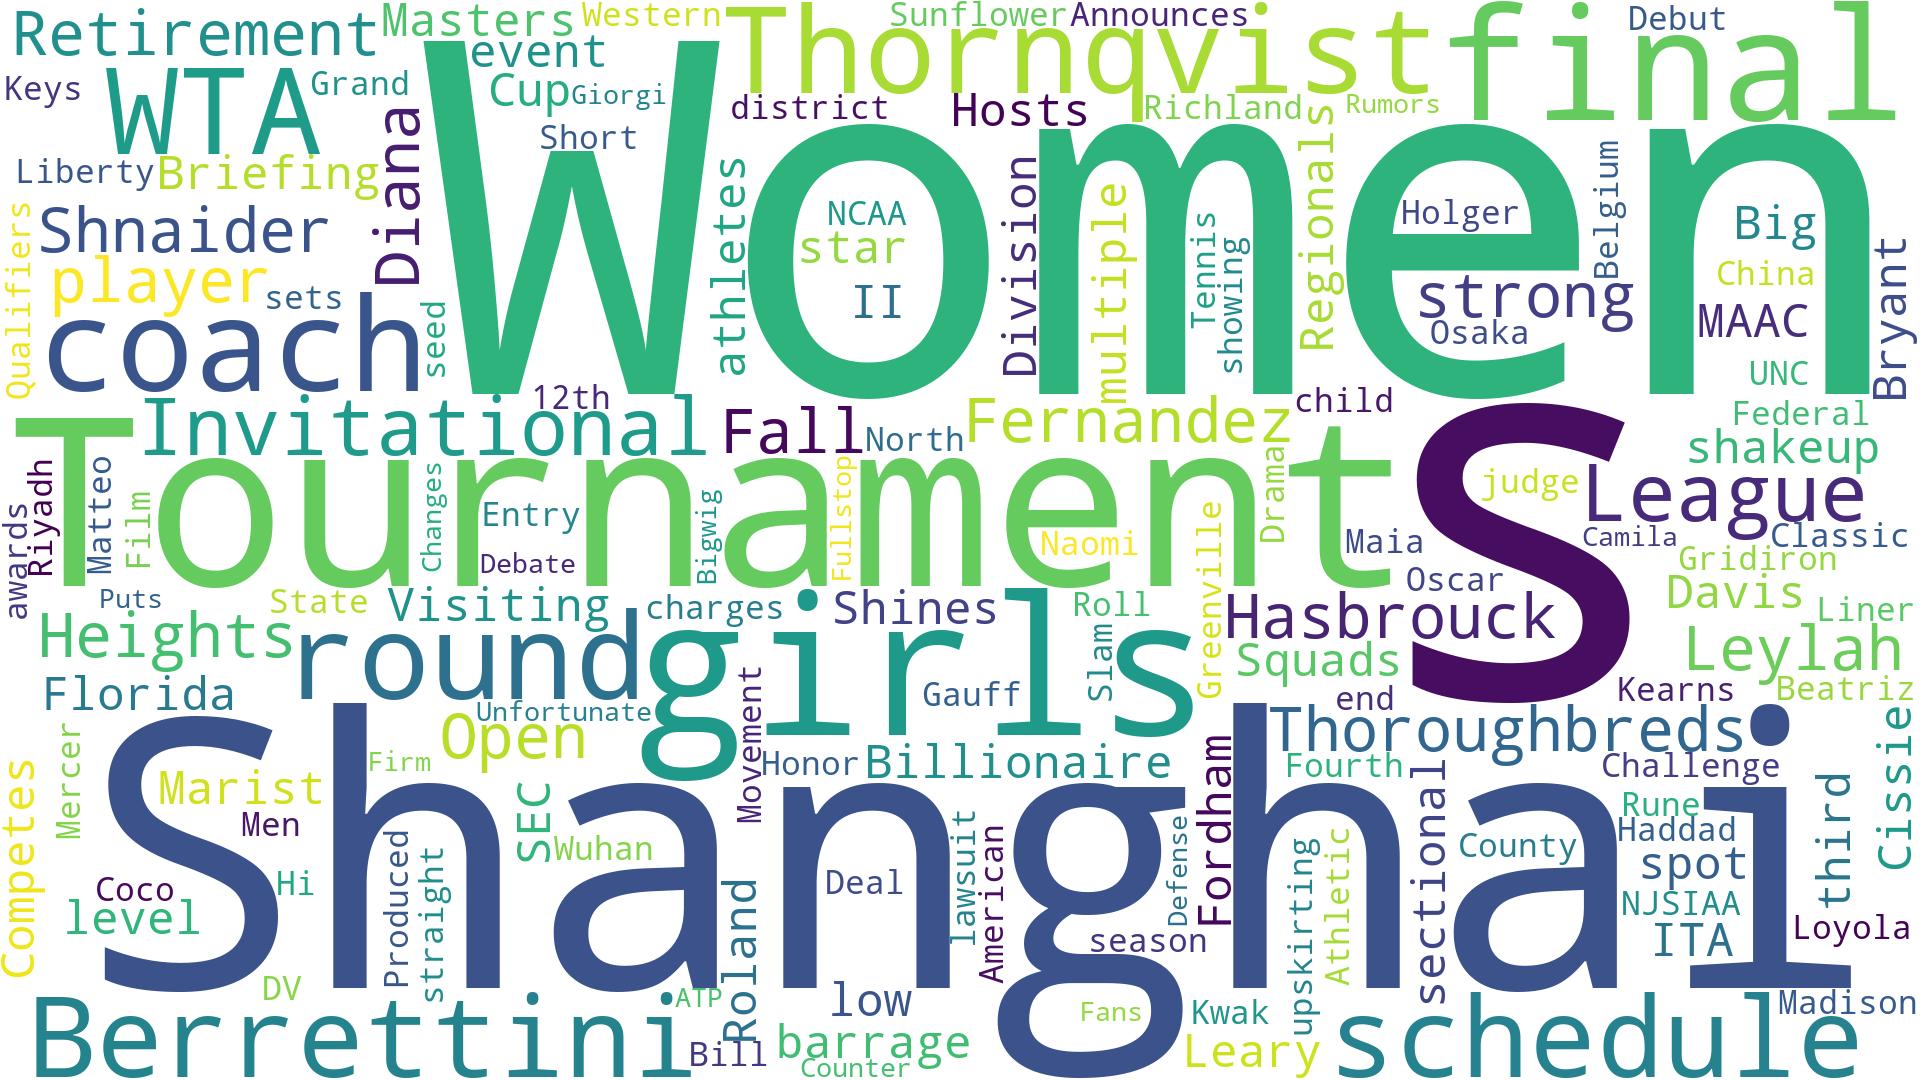 Retirement
Masters
Western
Thornqvist
Sunflower
Announces
final
Debut
Keys
WTA
Grand
event
Cup
Giorgi
Women
district
Hosts
Richland
Rumors
Short
Liberty
Briefing
Diana
athletes
NCAA
star
II
Division
multiple
Tennis
showing
Regionals
Holger
Belgium
Big
China
Qualifiers
Shnaider
player
sets
coach
seed
strong
Osaka
MAAC
UNC
Bryant
12th
Invitational
Fall
North
Fernandez
child
Federal
shakeup
Tournament
S
judge
League
awards
Riyadh
Matteo
Film
Changes
Entry
Debate
Bigwig
Fullstop
Naomi
Drama
Maia
Camila
Classic
Gridiron
Oscar
Davis
Liner
Puts
State
Visiting
charges
Shines
Roll
Greenville
Hasbrouck
Heights
round
girls
Slam
Squads
Leylah
Florida
Unfortunate
Gauff
end
Kearns
Beatriz
Mercer
Open
Movement
Thoroughbreds
Cissie
Firm
Honor
Billionaire
Fordham
Fourth
Challenge
Competes
Marist
Men
Shanghai
SEC
Wuhan
Rune
Haddad
third
County
spot
Coco
Hi
Produced
straight
Deal
lawsuit
American
Defense
upskirting
Athletic
sectional
NJSIAA
level
Roland
season
ITA
Loyola
DV
ATP
low
Fans
Kwak
Madison
Berrettini
Bill
barrage
Counter
Leary
schedule